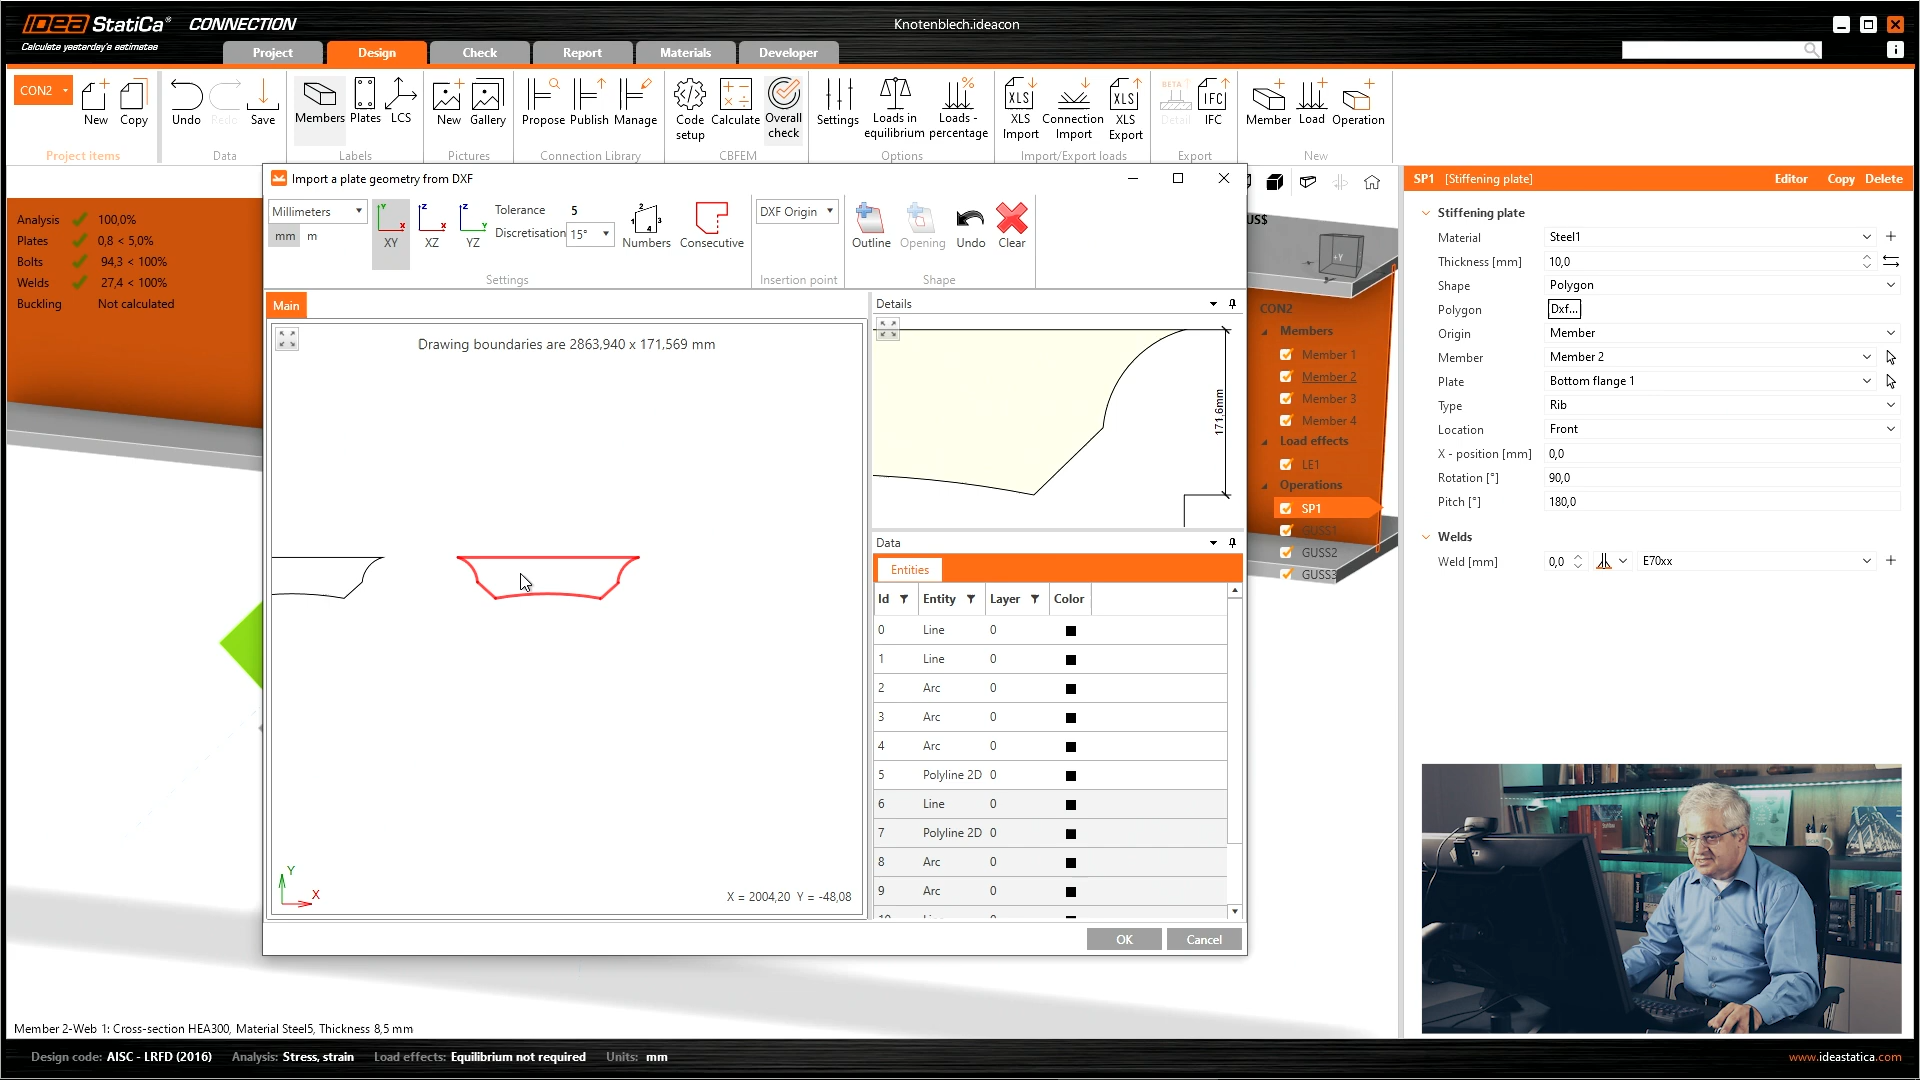 IDEA StatiCa® CONNECTION
Calculate yesterday's estimates
Knotenblech.ideacon
Project Design Check Report Materials Developer
CON2 New Copy Undo Redo Save Members Plates LCS New Gallery Propose Publish Manage Code setup Calculate Overall check Settings Loads in equilibrium Loads - percentage XLS Import Connection Import XLS Export BETA Detail IFC IFC Member Load Operation
Project items Data Labels Pictures Connection Library CBFEM Options Import/Export loads Export New
Analysis 100,0%
Plates 0,8 < 5,0%
Bolts 94,3 < 100%
Welds 27,4 < 100%
Buckling Not calculated
Import a plate geometry from DXF
Millimeters
mm m
XY XZ YZ
Tolerance 5
Discretisation 15°
Numbers Consecutive
DXF Origin
Outline Opening Undo Clear
Settings Insertion point Shape
Main
Drawing boundaries are 2863,940 x 171,569 mm
Y
X
X = 2004,20 Y = -48,08
Details
171,6mm
Data
Entities
Id Entity Layer Color
0 Line 0
1 Line 0
2 Arc 0
3 Arc 0
4 Arc 0
5 Polyline 2D 0
6 Line 0
7 Polyline 2D 0
8 Arc 0
9 Arc 0
OK Cancel
US$
+Y
CON2
Members
Member 1
Member 2
Member 3
Member 4
Load effects
LE1
Operations
SP1
GUSS1
GUSS2
GUSS3
SP1 [Stiffening plate] Editor Copy Delete
Stiffening plate
Material Steel1
Thickness [mm] 10,0
Shape Polygon
Polygon Dxf...
Origin Member
Member Member 2
Plate Bottom flange 1
Type Rib
Location Front
X - position [mm] 0,0
Rotation [°] 90,0
Pitch [°] 180,0
Welds
Weld [mm] 0,0 E70xx
Member 2-Web 1: Cross-section HEA300, Material Steel5, Thickness 8,5 mm
Design code: AISC - LRFD (2016) Analysis: Stress, strain Load effects: Equilibrium not required Units: mm
www.ideastatica.com